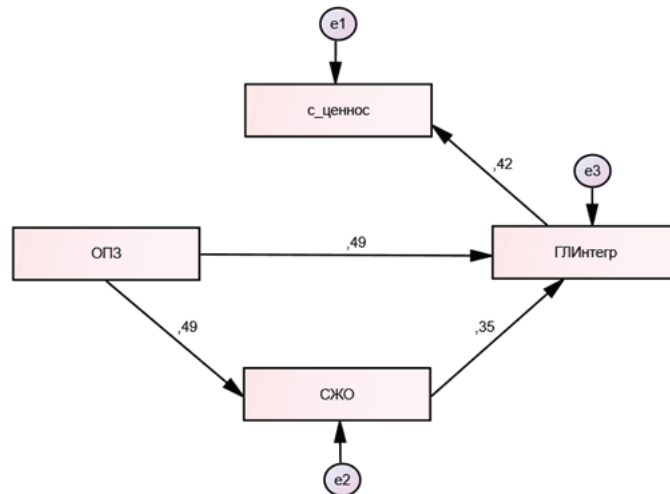 e1
с_ценнос
,42
e3
ОПЗ
,49
ГЛИнтегр
,49
,35
СЖО
e2